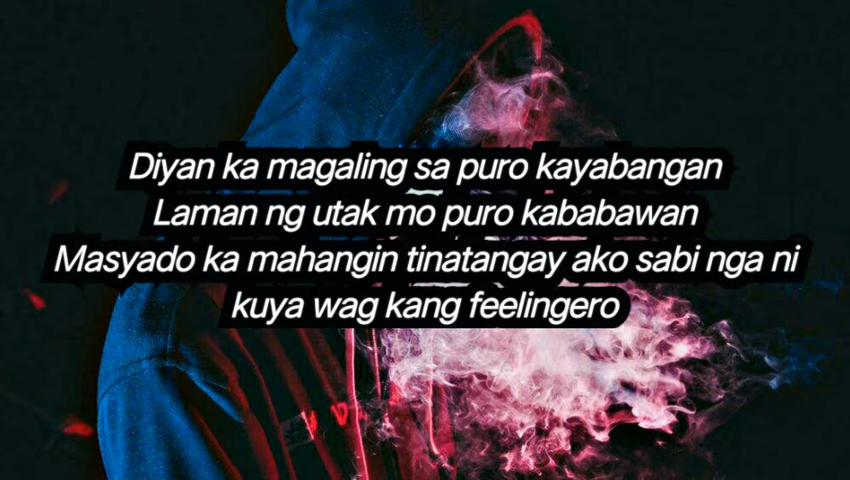 Diyan ka magaling sa puro kayabangan
Laman ng utak mo puro kababawan
Masyado ka mahangin tinatangay ako sabi nga ni
kuya wag kang feelingero